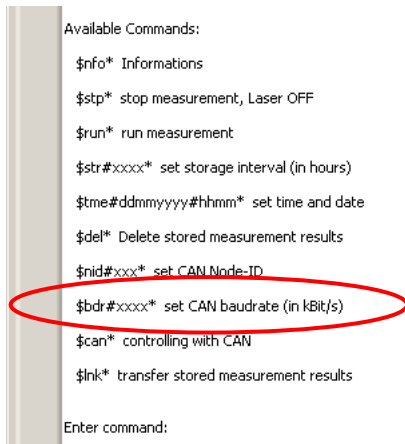 Available Commands:
$nfo* Informations
$stp* stop measurement, Laser OFF
$run* run measurement
$str#xxxx* set storage interval (in hours)
$tme#ddmmyyyy#hhmm* set time and date
$del* Delete stored measurement results
$nid#xxx* set CAN Node-ID
$bdr#xxxx* set CAN baudrate (in kBit/s)
$can* controlling with CAN
$lnk* transfer stored measurement results
Enter command: